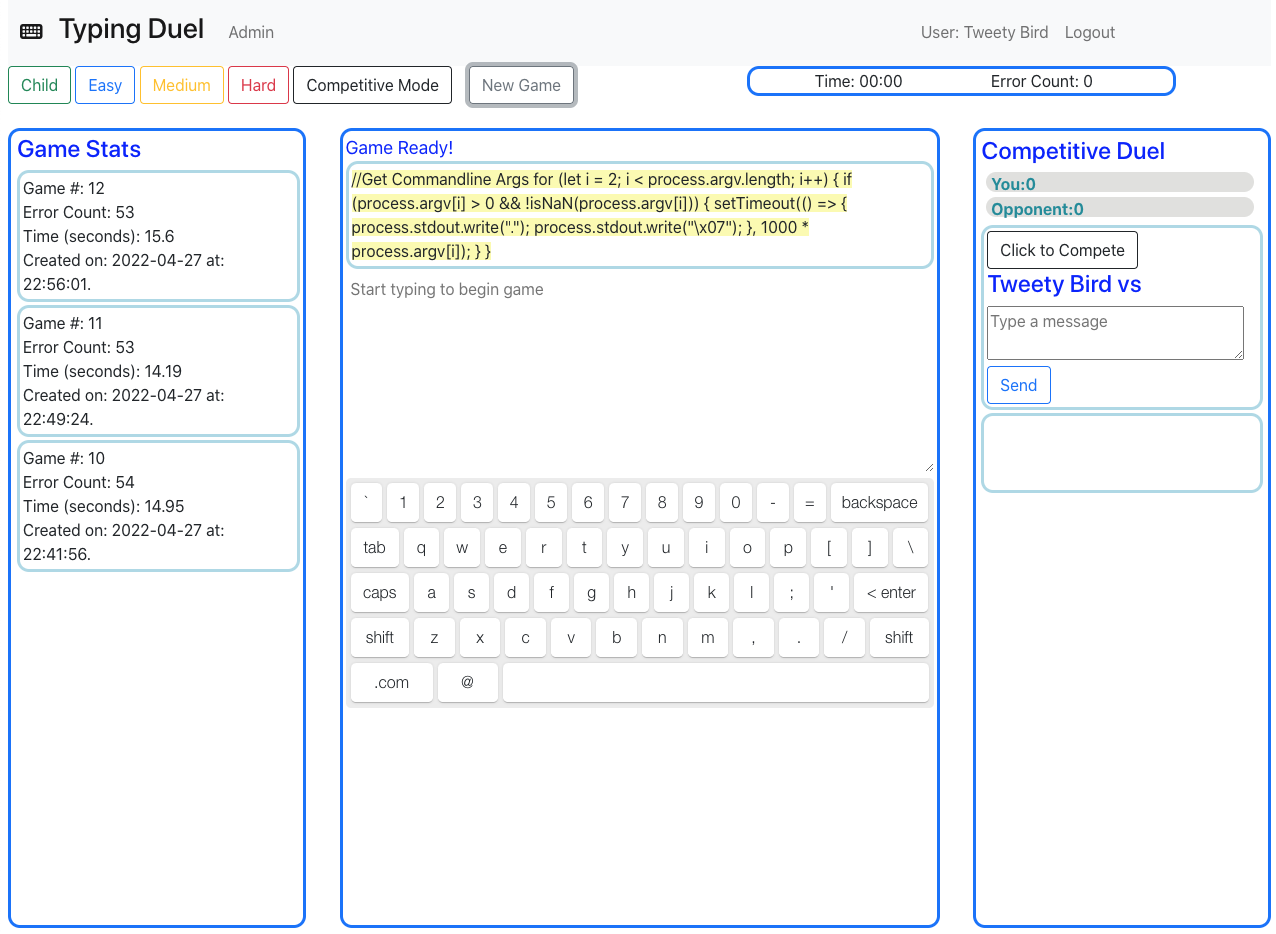 Typing Duel Admin User: Tweety Bird Logout
Child Easy Medium Hard Competitive Mode New Game Time: 00:00 Error Count: 0
Game Stats
Game #: 12
Error Count: 53
Time (seconds): 15.6
Created on: 2022-04-27 at:
22:56:01.
Game #: 11
Error Count: 53
Time (seconds): 14.19
Created on: 2022-04-27 at:
22:49:24.
Game #: 10
Error Count: 54
Time (seconds): 14.95
Created on: 2022-04-27 at:
22:41:56.
Game Ready!
//Get Commandline Args for (let i = 2; i < process.argv.length; i++) { if
(process.argv[i] > 0 && !isNaN(process.argv[i])) { setTimeout(() => {
process.stdout.write("."); process.stdout.write("\x07"); }, 1000 *
process.argv[i]); } }
Start typing to begin game
` 1 2 3 4 5 6 7 8 9 0 - = backspace
tab q w e r t y u i o p [ ] \
caps a s d f g h j k l ; ' < enter
shift z x c v b n m , . / shift
.com @
Competitive Duel
You:0
Opponent:0
Click to Compete
Tweety Bird vs
Type a message
Send